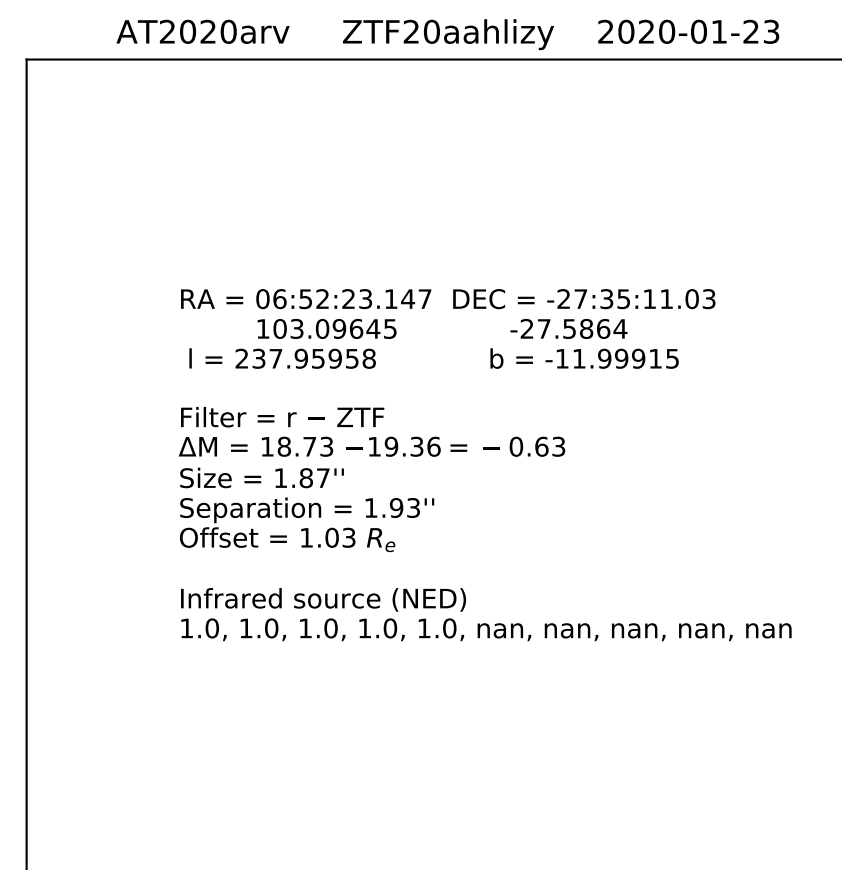 AT2020arv ZTF20aahlizy 2020-01-23
RA = 06:52:23.147 DEC = -27:35:11.03
103.09645 -27.5864
l = 237.95958 b = -11.99915
Filter = r − ZTF
ΔM = 18.73 −19.36 = − 0.63
Size = 1.87''
Separation = 1.93''
Offset = 1.03 Re
Infrared source (NED)
1.0, 1.0, 1.0, 1.0, 1.0, nan, nan, nan, nan, nan